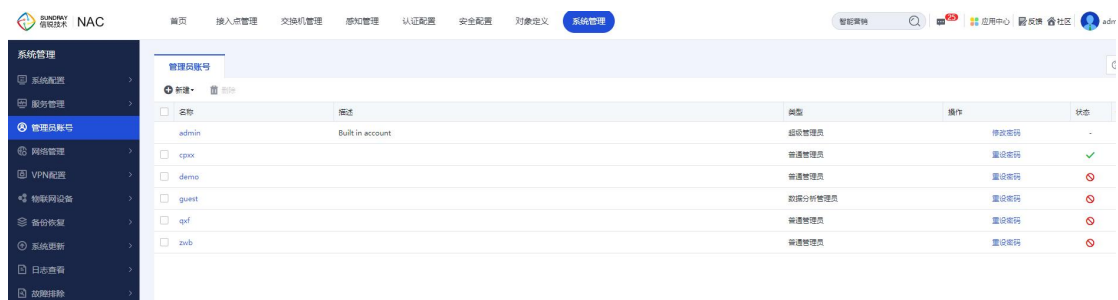 SUNDRAY 信锐技术 NAC 首页 接入点管理 交换机管理 感知管理 认证配置 安全配置 对象定义 系统管理 智能营销 25 应用中心 反馈 社区 adm
系统管理
管理员账号
系统配置
新建 删除
服务管理
名称 描述 类型 操作 状态
管理员账号
admin Built in account 超级管理员 修改密码 -
网络管理
cpxx 普通管理员 重设密码
VPN配置
demo 普通管理员 重设密码
物联网设备
guest 数据分析管理员 重设密码
备份恢复
qxf 普通管理员 重设密码
系统更新
zwb 普通管理员 重设密码
日志查看
故障排除